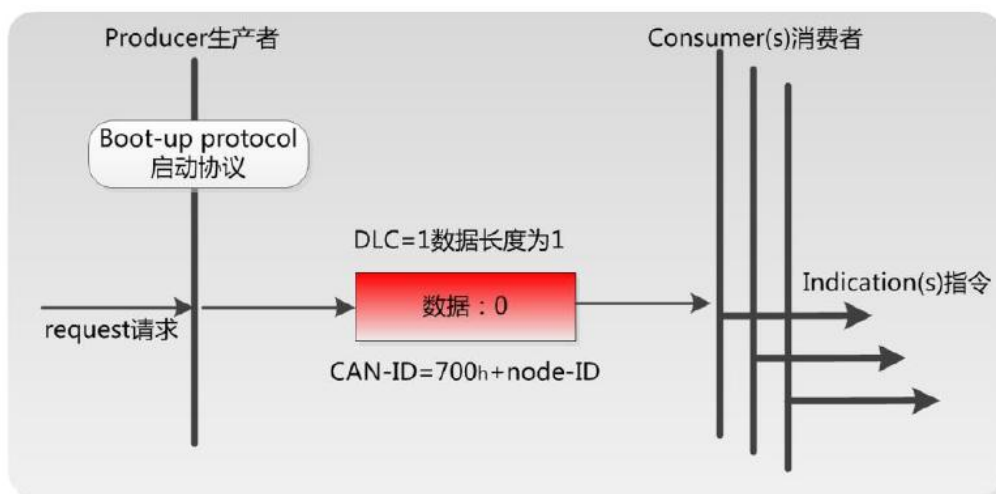 Producer生产者
Consumer(s)消费者
Boot-up protocol
启动协议
DLC=1数据长度为1
数据：0
Indication(s)指令
request请求
CAN-ID=700h+node-ID